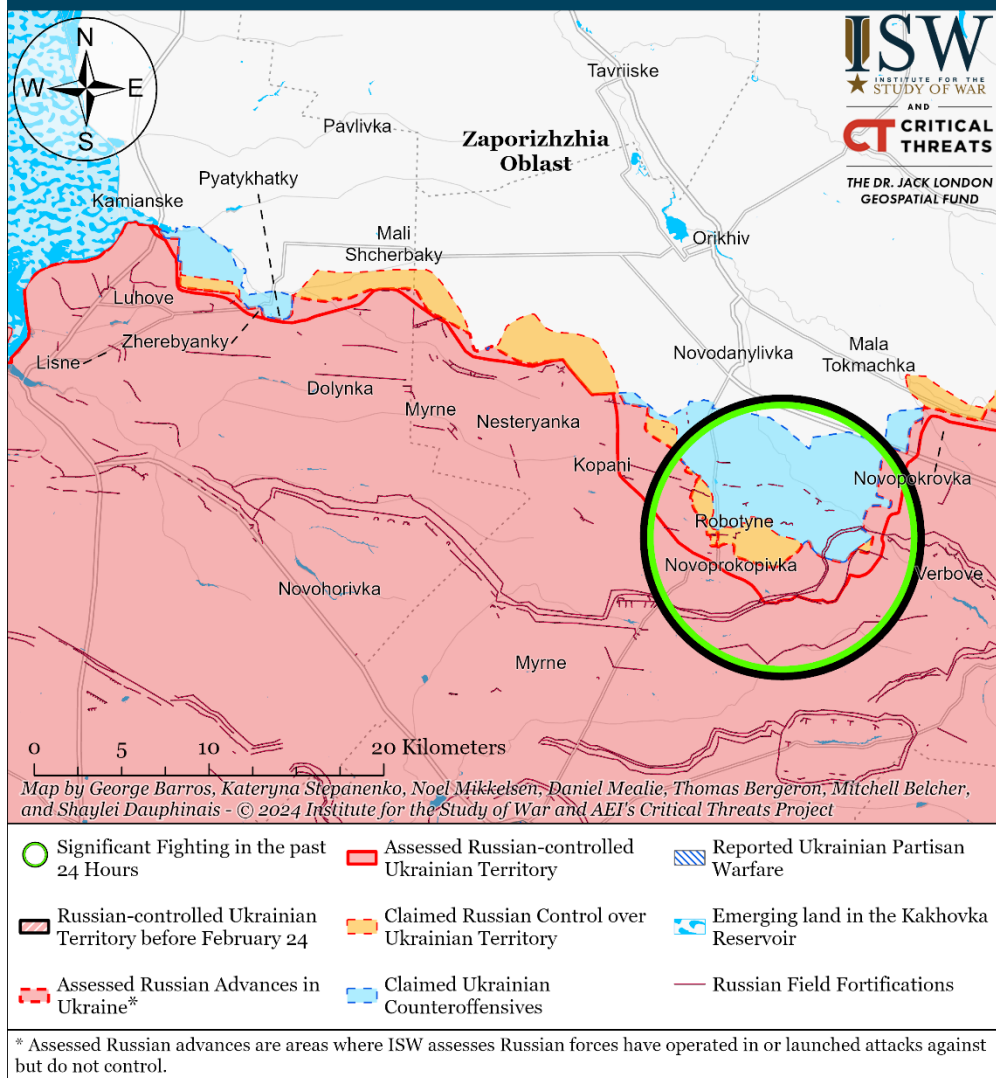 N
W
E
S
ISW
INSTITUTE FOR THE
STUDY OF WAR
AND
CT CRITICAL
THREATS
THE DR. JACK LONDON
GEOSPATIAL FUND
Tavriiske
Pavlivka
Zaporizhzhia
Oblast
Pyatykhatky
Kamianske
Mali
Shcherbaky
Orikhiv
Luhove
Zherebyanky
Lisne
Novodanylivka
Mala
Tokmachka
Dolynka
Myrne
Nesteryanka
Kopani
Novopokrovka
Robotyne
Novoprokopivka
Verbove
Novohorivka
Myrne
0 5 10 20 Kilometers
Map by George Barros, Kateryna Stepanenko, Noel Mikkelsen, Daniel Mealie, Thomas Bergeron, Mitchell Belcher,
and Shaylei Dauphinais - © 2024 Institute for the Study of War and AEI's Critical Threats Project
Significant Fighting in the past
24 Hours
Russian-controlled Ukrainian
Territory before February 24
Assessed Russian Advances in
Ukraine*
Assessed Russian-controlled
Ukrainian Territory
Claimed Russian Control over
Ukrainian Territory
Claimed Ukrainian
Counteroffensives
Reported Ukrainian Partisan
Warfare
Emerging land in the Kakhovka
Reservoir
Russian Field Fortifications
* Assessed Russian advances are areas where ISW assesses Russian forces have operated in or launched attacks against
but do not control.